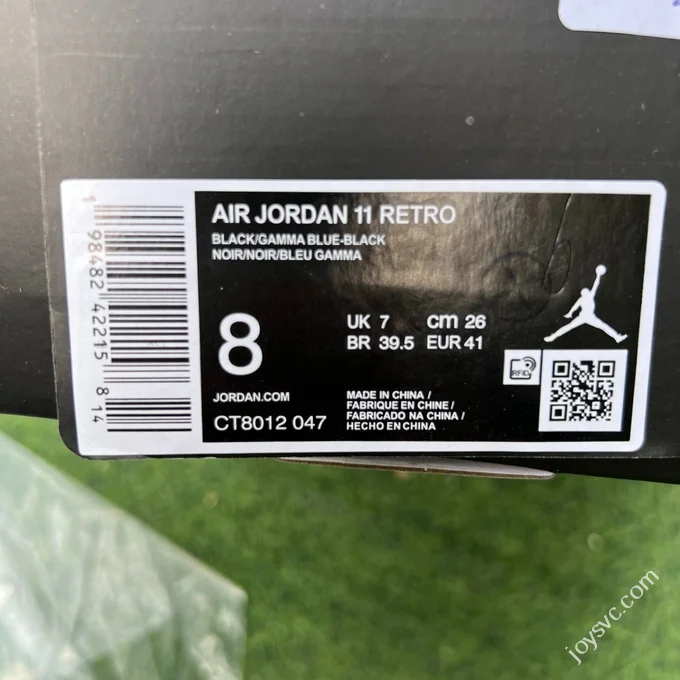 AIR JORDAN 11 RETRO
BLACK/GAMMA BLUE-BLACK
NOIR/NOIR/BLEU GAMMA
8
UK 7 cm 26
BR 39.5 EUR 41
JORDAN.COM
CT8012 047
MADE IN CHINA /
FABRIQUE EN CHINE /
FABRICADO NA CHINA /
HECHO EN CHINA
RFID
1 98482 42215 8 14
joysvc.com